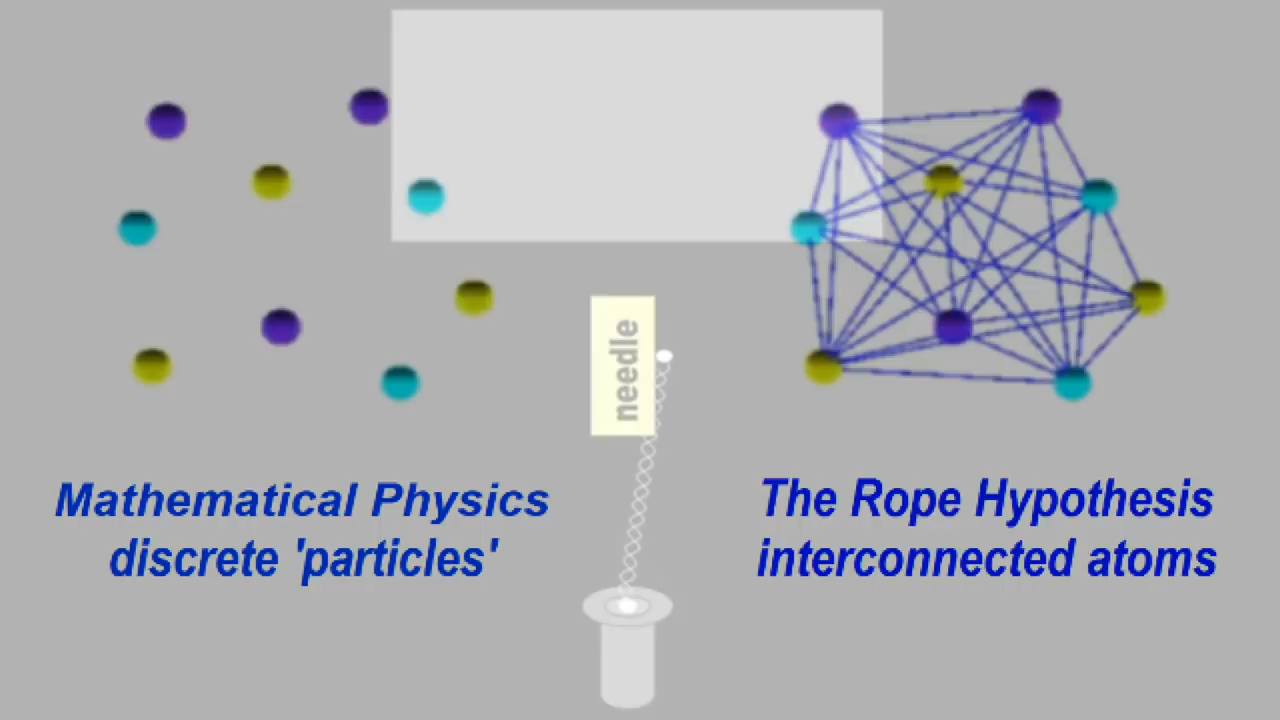 needle
Mathematical Physics
discrete 'particles'
The Rope Hypothesis
interconnected atoms